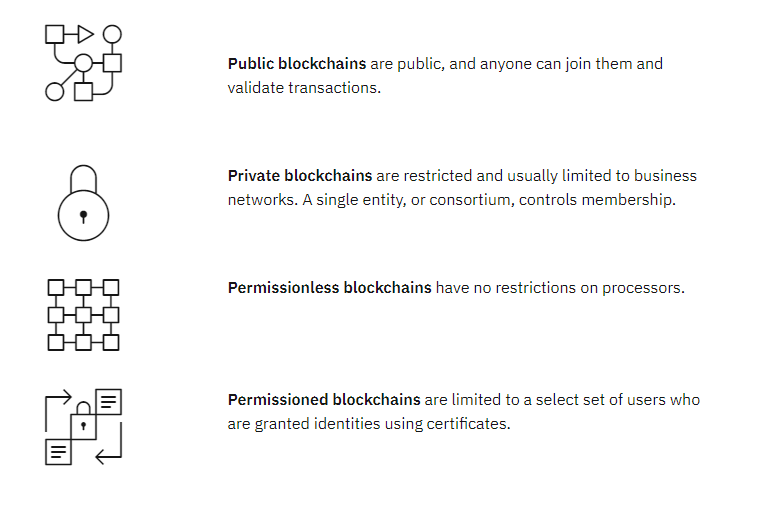 Public blockchains are public, and anyone can join them and
validate transactions.
Private blockchains are restricted and usually limited to business
networks. A single entity, or consortium, controls membership.
Permissionless blockchains have no restrictions on processors.
Permissioned blockchains are limited to a select set of users who
are granted identities using certificates.